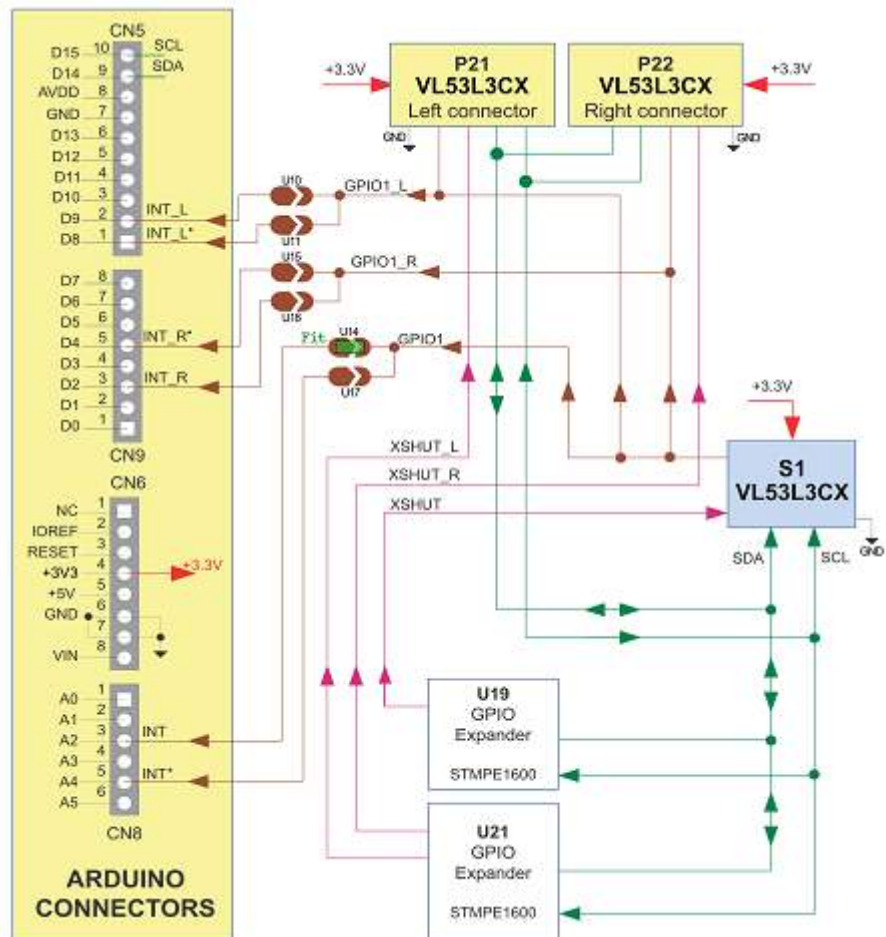 CN5
D15 10 SCL
D14 9 SDA
AVDD 8
GND 7
D13 6
D12 5
D11 4
D10 3
D9 2 INT_L
D8 1 INT_L*
D7 8
D6 7
D5 6
D4 5 INT_R*
D3 4
D2 3 INT_R
D1 2
D0 1
CN9
CN6
NC 1
IOREF 2
RESET 3
+3V3 4 +3.3V
+5V 5
GND 6
7
VIN 8
A0 1
A1 2
A2 3 INT
A3 4
A4 5 INT*
A5 6
CN8
ARDUINO
CONNECTORS
+3.3V
P21
VL53L3CX
Left connector
GND
P22
VL53L3CX
Right connector
+3.3V
GND
U10
GPIO1_L
U11
U15
GPIO1_R
U18
Fit
U14
GPIO1
U17
XSHUT_L
XSHUT_R
XSHUT
+3.3V
S1
VL53L3CX
GND
SDA
SCL
U19
GPIO
Expander
STMPE1600
U21
GPIO
Expander
STMPE1600